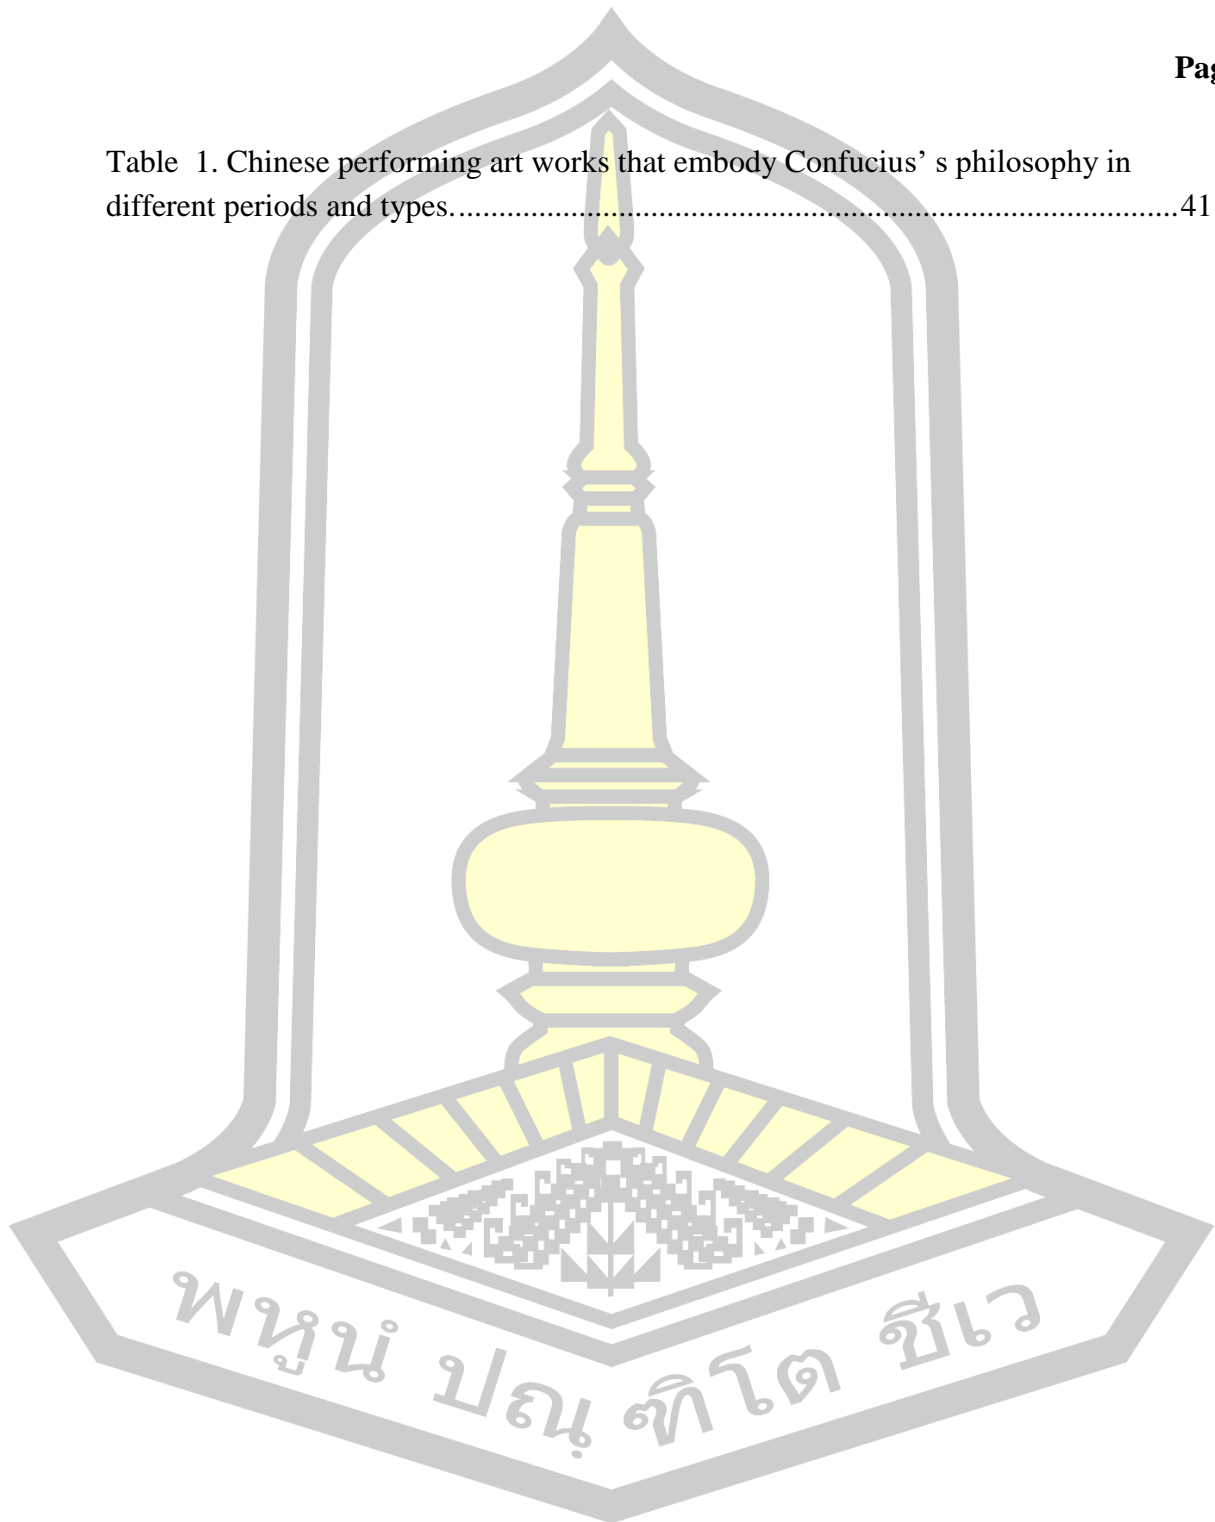 Pag
Table 1. Chinese performing art works that embody Confucius’ s philosophy in
different periods and types..........................................................................................41
พหูนํ ปณฺ ฑิโต ชีเว